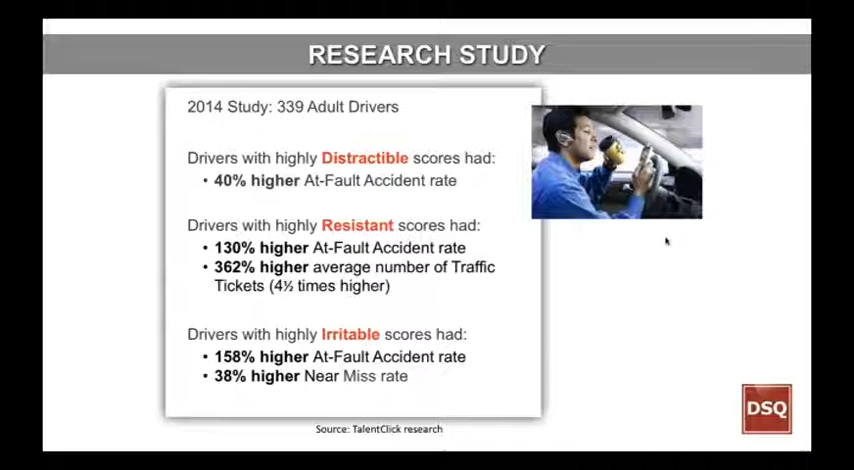 RESEARCH STUDY
2014 Study: 339 Adult Drivers
Drivers with highly Distractible scores had:
• 40% higher At-Fault Accident rate
Drivers with highly Resistant scores had:
• 130% higher At-Fault Accident rate
• 362% higher average number of Traffic
Tickets (4½ times higher)
Drivers with highly Irritable scores had:
• 158% higher At-Fault Accident rate
• 38% higher Near Miss rate
Source: TalentClick research
DSQ